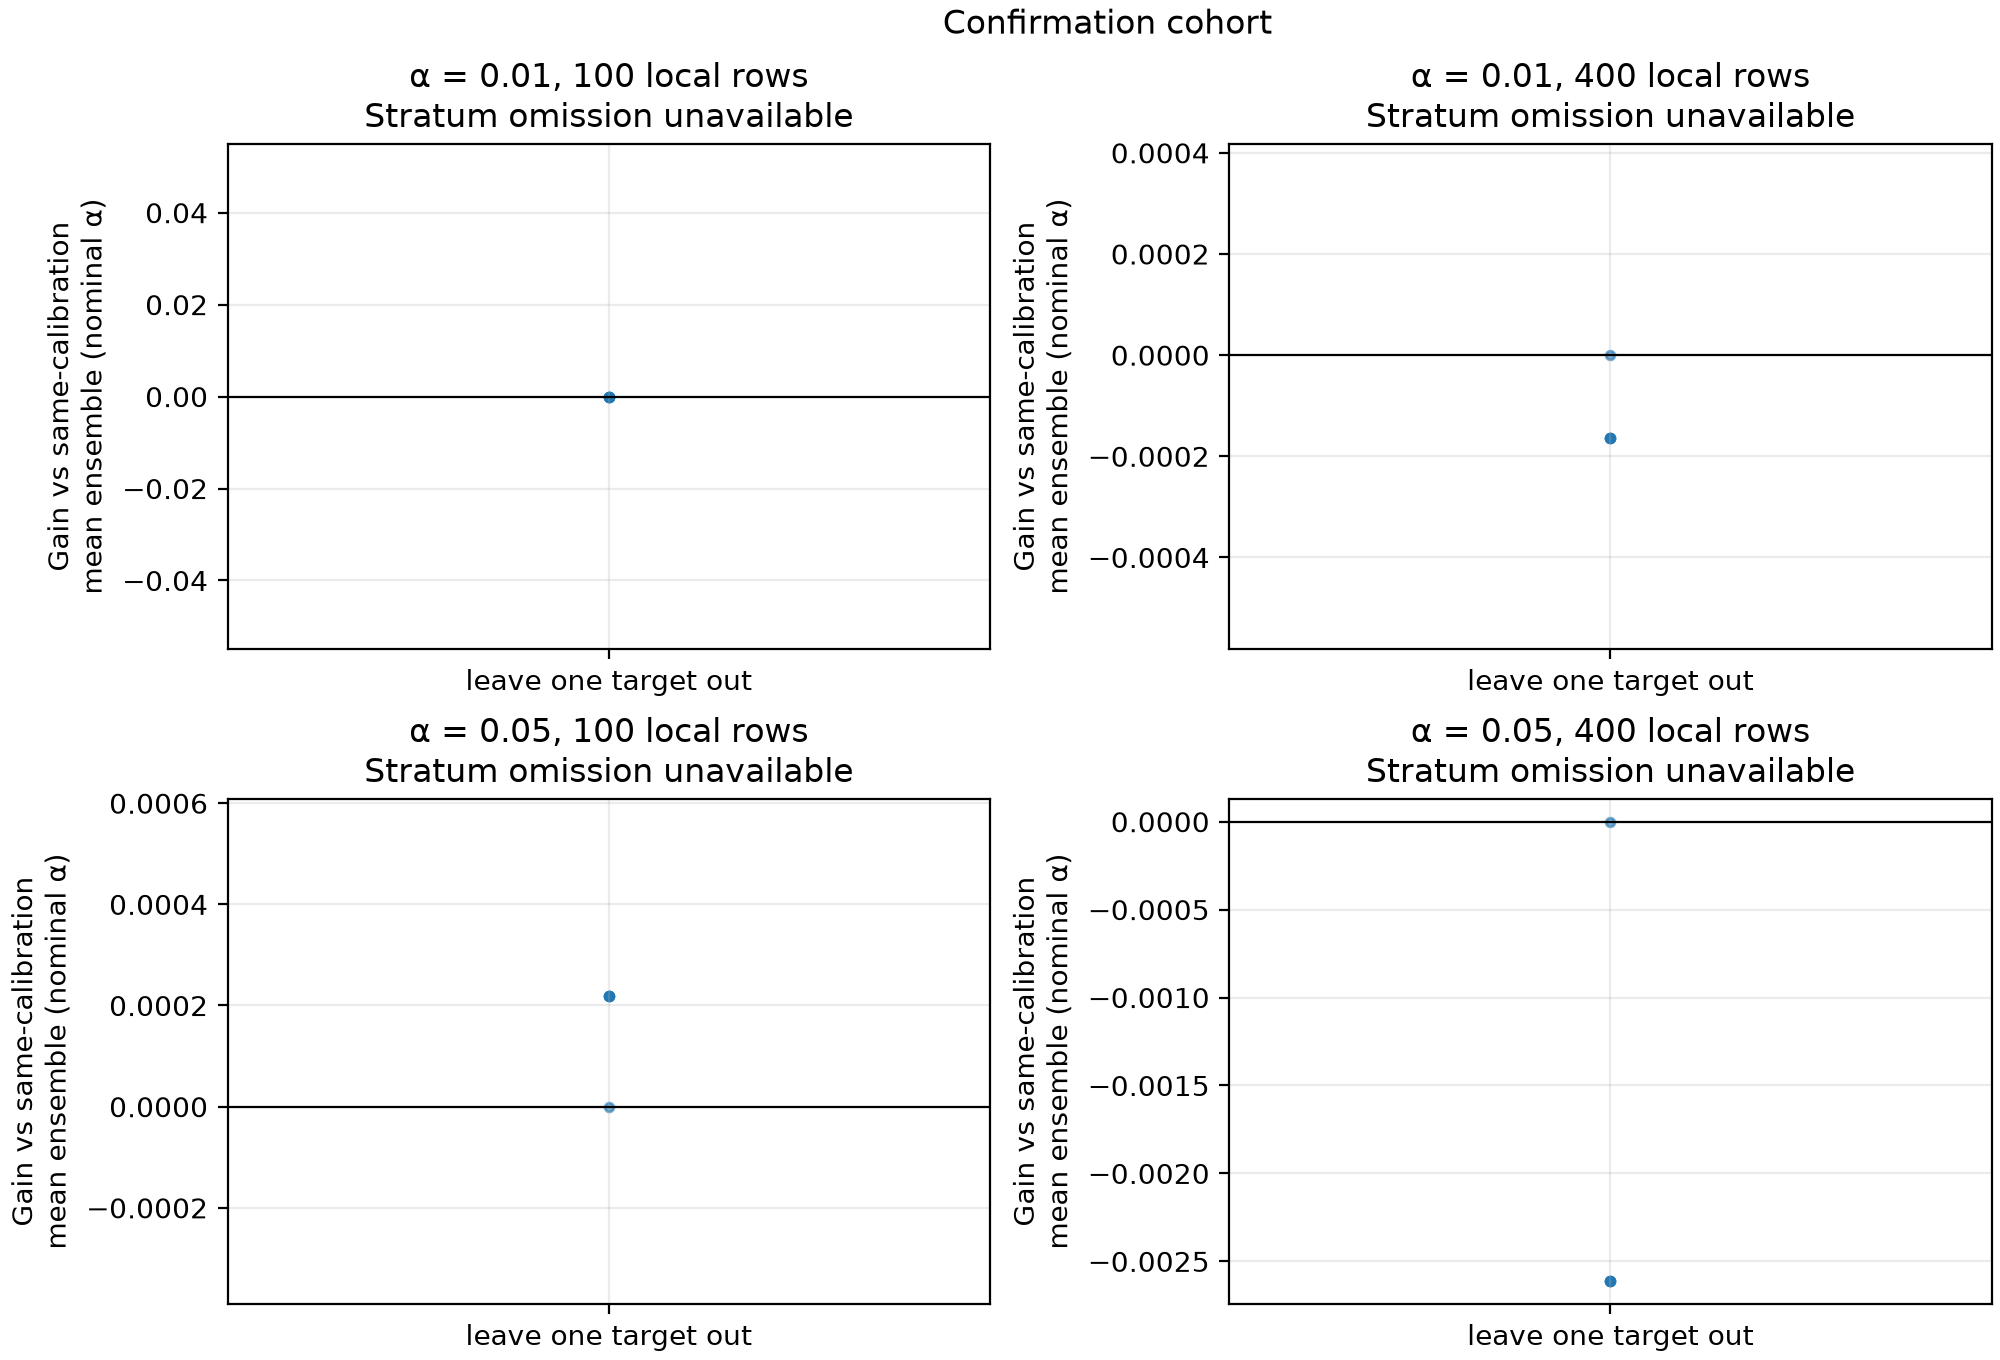 Confirmation cohort
α = 0.01, 100 local rows
Stratum omission unavailable
Gain vs same-calibration
mean ensemble (nominal α)
0.04
0.02
0.00
−0.02
−0.04
leave one target out
α = 0.01, 400 local rows
Stratum omission unavailable
Gain vs same-calibration
mean ensemble (nominal α)
0.0004
0.0002
0.0000
−0.0002
−0.0004
leave one target out
α = 0.05, 100 local rows
Stratum omission unavailable
Gain vs same-calibration
mean ensemble (nominal α)
0.0006
0.0004
0.0002
0.0000
−0.0002
leave one target out
α = 0.05, 400 local rows
Stratum omission unavailable
Gain vs same-calibration
mean ensemble (nominal α)
0.0000
−0.0005
−0.0010
−0.0015
−0.0020
−0.0025
leave one target out